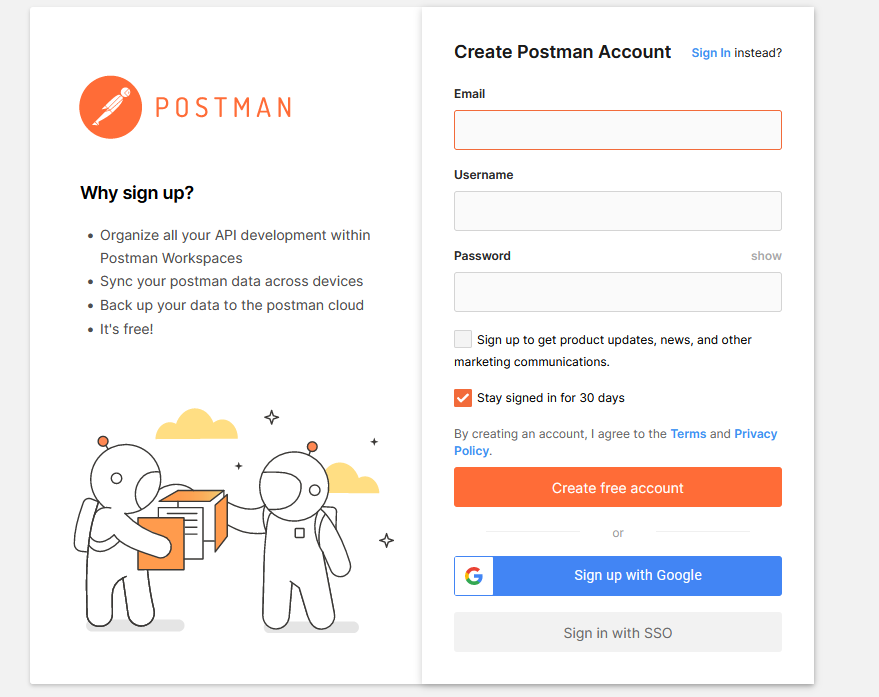 POSTMAN
Why sign up?
Organize all your API development within
Postman Workspaces
Sync your postman data across devices
Back up your data to the postman cloud
It's free!
Create Postman Account
Sign In instead?
Email
Username
Password
show
Sign up to get product updates, news, and other
marketing communications.
Stay signed in for 30 days
By creating an account, I agree to the Terms and Privacy
Policy.
Create free account
or
Sign up with Google
Sign in with SSO